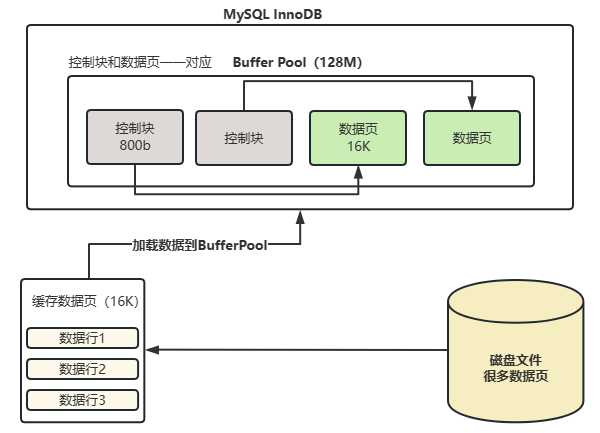 MySQL InnoDB
控制块和数据页——对应 Buffer Pool（128M）
控制块
800b
控制块
数据页
16K
数据页
加载数据到BufferPool
缓存数据页（16K）
数据行1
数据行2
数据行3
磁盘文件
很多数据页